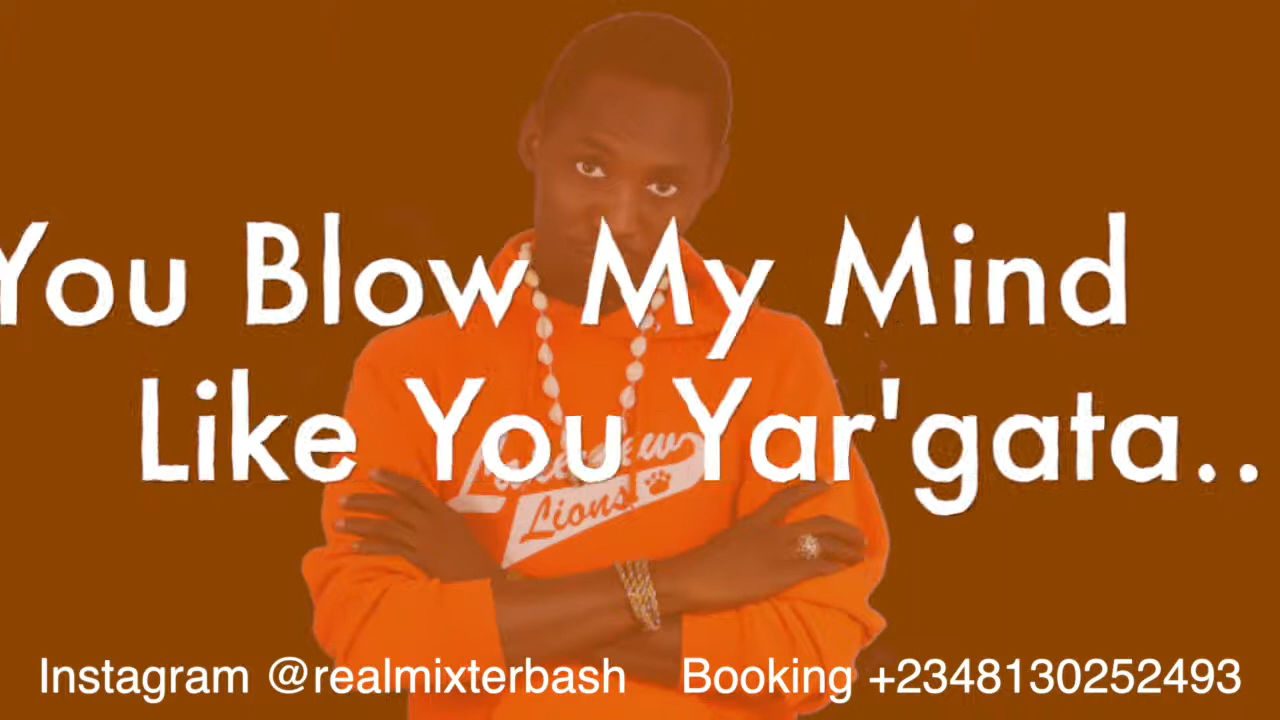 You Blow My Mind
Like You Yar'gata..
Lions
Instagram @realmixterbash Booking +2348130252493